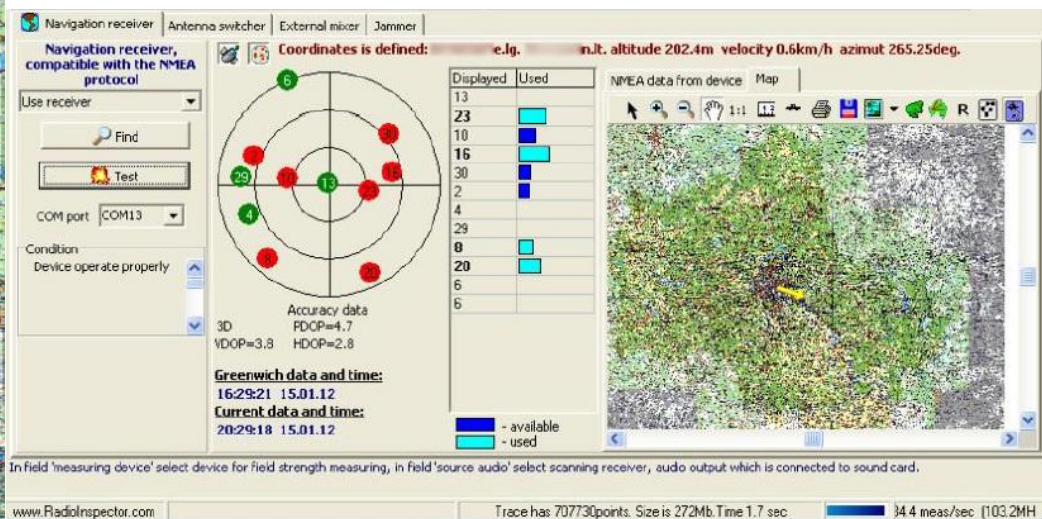 Navigation receiver
Antenna switcher
External mixer
Jammer
Navigation receiver,
compatible with the NMEA
protocol
Use receiver
Find
Test
COM port COM13
Condition
Device operate properly
Coordinates is defined: e.lg. n.lt. altitude 202.4m velocity 0.6km/h azimut 265.25deg.
6
30
2
16
29
10
13
23
4
8
20
Accuracy data
3D PDOP=4.7
VDOP=3.8 HDOP=2.8
Greenwich data and time:
16:29:21 15.01.12
Current data and time:
20:29:18 15.01.12
Displayed Used
13
23
10
16
30
2
4
29
8
20
6
6
- available
- used
NMEA data from device
Map
1:1
R
In field 'measuring device' select device for field strength measuring, in field 'source audio' select scanning receiver, audio output which is connected to sound card.
www.RadioInspector.com
Trace has 707730points. Size is 272Mb.Time 1.7 sec
34.4 meas/sec (103.2MH